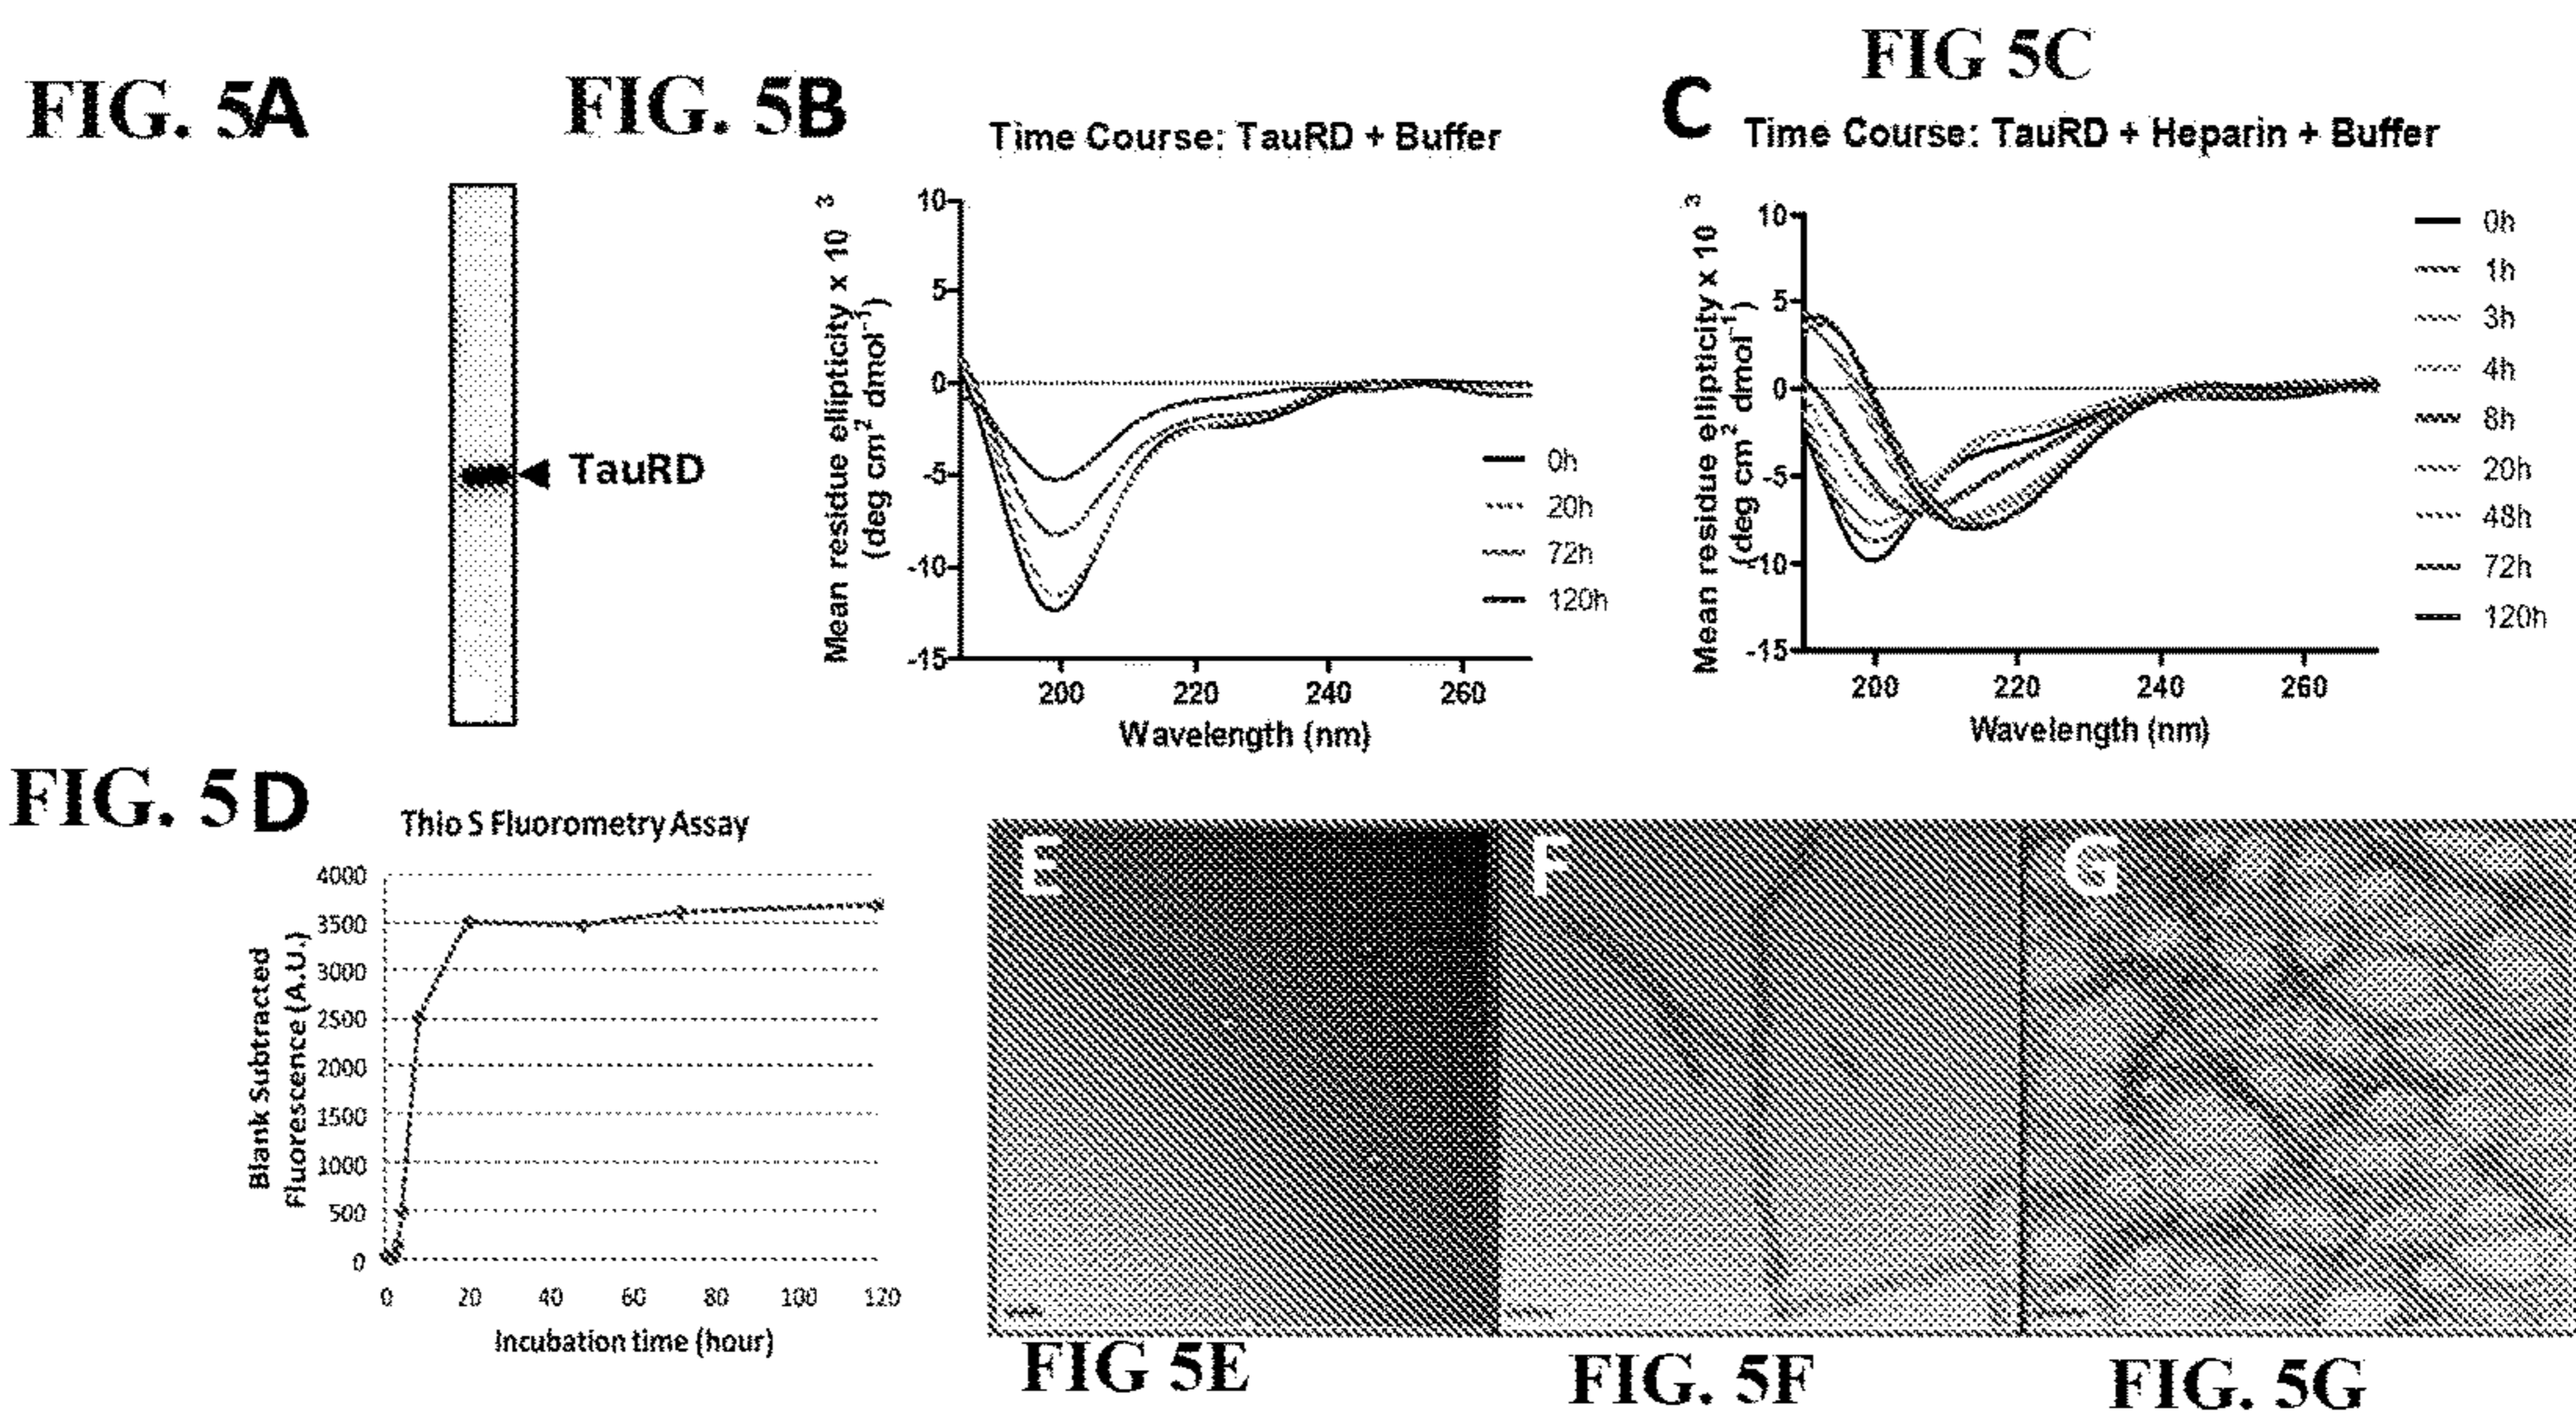 FIG. 5A
TauRD
FIG. 5B
Time Course: TauRD + Buffer
Mean residue ellipticity x 10 3
(deg cm2 dmol-1)
10
5
0
-5
-10
-15
200 220 240 260
Wavelength (nm)
0h
20h
72h
120h
FIG 5C
C
Time Course: TauRD + Heparin + Buffer
Mean residue ellipticity x 10 3
(deg cm2 dmol-1)
10
5
0
-5
-10
-15
200 220 240 260
Wavelength (nm)
0h
1h
3h
4h
8h
20h
48h
72h
120h
FIG. 5D
Thio S Fluorometry Assay
Blank Subtracted
Fluorescence (A.U.)
4000
3500
3000
2500
2000
1500
1000
500
0
0 20 40 60 80 100 120
Incubation time (hour)
E F G
FIG 5E
FIG. 5F
FIG. 5G